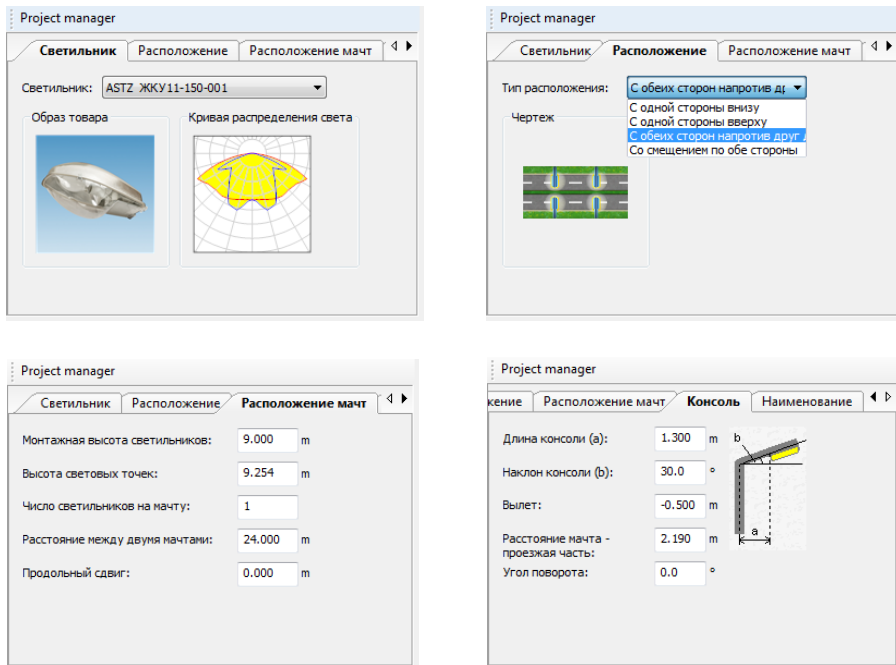 Project manager
Светильник Расположение Расположение мачт
Светильник: ASTZ ЖКУ11-150-001
Образ товара Кривая распределения света
Project manager
Светильник Расположение Расположение мачт
Тип расположения: С обеих сторон напротив др
С одной стороны внизу
С одной стороны вверху
С обеих сторон напротив друг д
Со смещением по обе стороны
Чертеж
Project manager
Светильник Расположение Расположение мачт
Монтажная высота светильников: 9.000 m
Высота световых точек: 9.254 m
Число светильников на мачту: 1
Расстояние между двумя мачтами: 24.000 m
Продольный сдвиг: 0.000 m
Project manager
жение Расположение мачт Консоль Наименование
Длина консоли (a): 1.300 m
Наклон консоли (b): 30.0 °
Вылет: -0.500 m
Расстояние мачта - 2.190 m
проезжая часть:
Угол поворота: 0.0 °
b
a